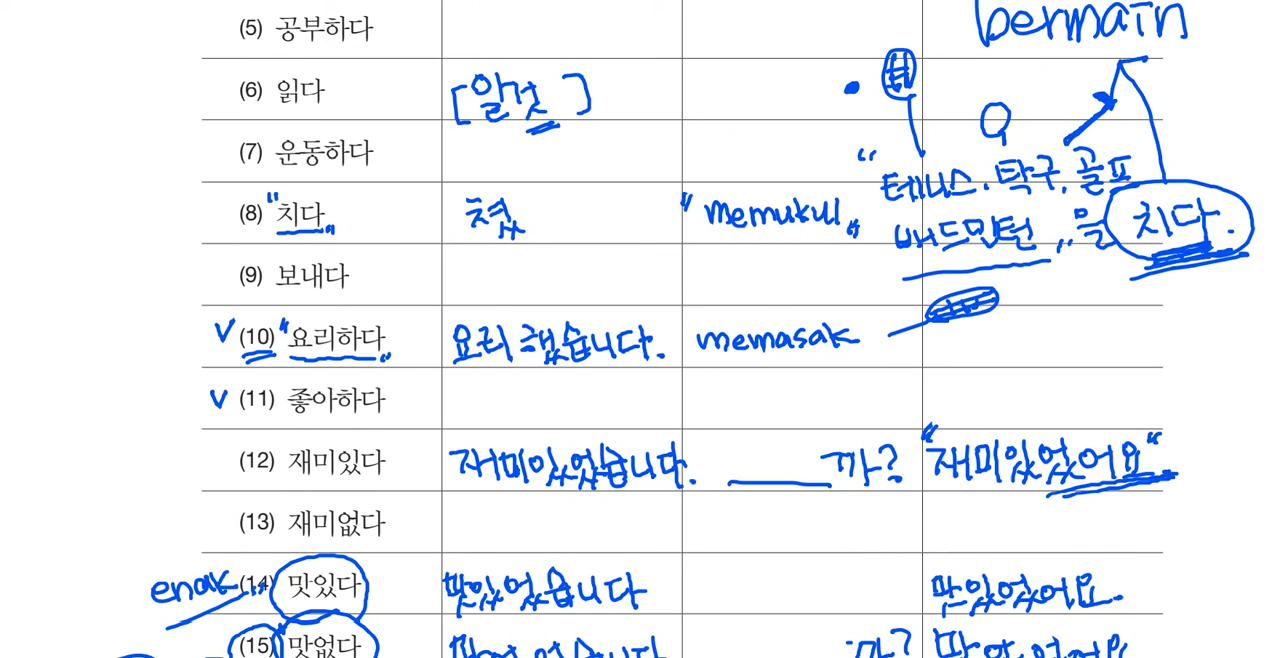 bermain
(5) 공부하다
(6) 읽다 [알것]
(7) 운동하다
"테니스, 탁구, 골프
(8) "치다" 쳤 "memukul"
배드민턴,, 을 치다.
(9) 보내다
v (10) "요리하다" 요리했습니다. memasak
v (11) 좋아하다
(12) 재미있다 재미있었습니다. ____까? "재미있었어요"
(13) 재미없다
enak (14) 맛있다 맛있었습니다 맛있었어요.
(15) 맛없다 까?